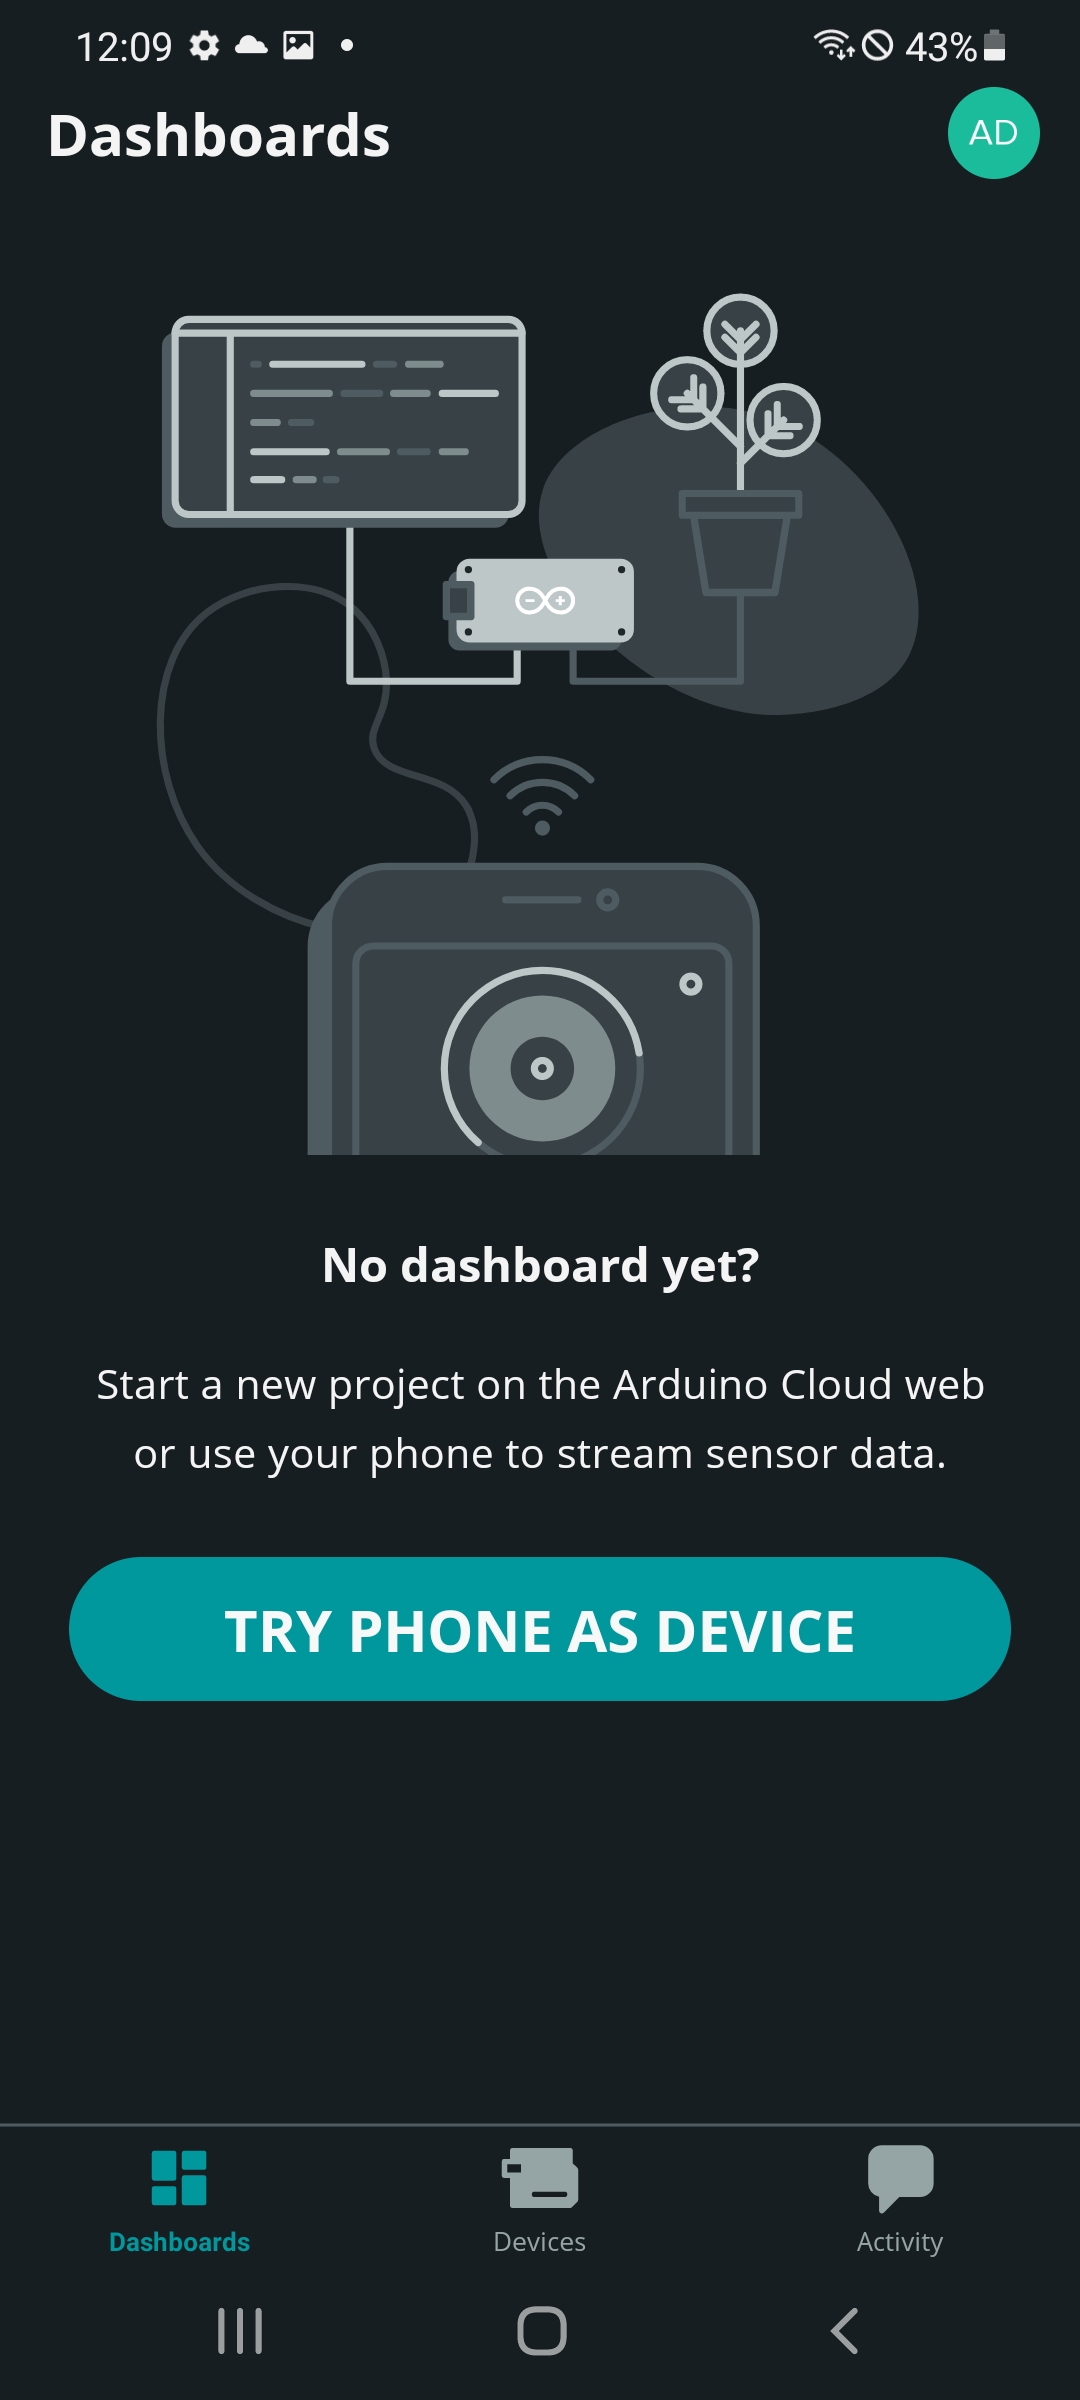 12:09
43%
Dashboards
AD
No dashboard yet?
Start a new project on the Arduino Cloud web
or use your phone to stream sensor data.
TRY PHONE AS DEVICE
Dashboards
Devices
Activity